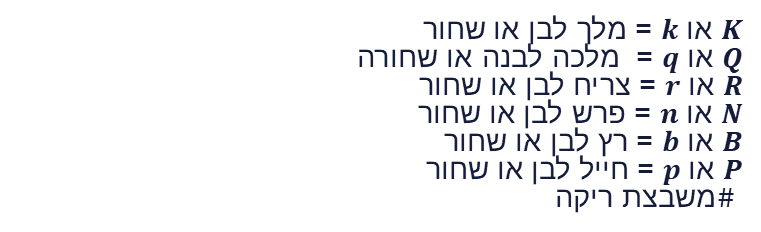 K או k = מלך לבן או שחור
Q או q = מלכה לבנה או שחורה
R או r = צריח לבן או שחור
N או n = פרש לבן או שחור
B או b = רץ לבן או שחור
P או p = חייל לבן או שחור
#משבצת ריקה